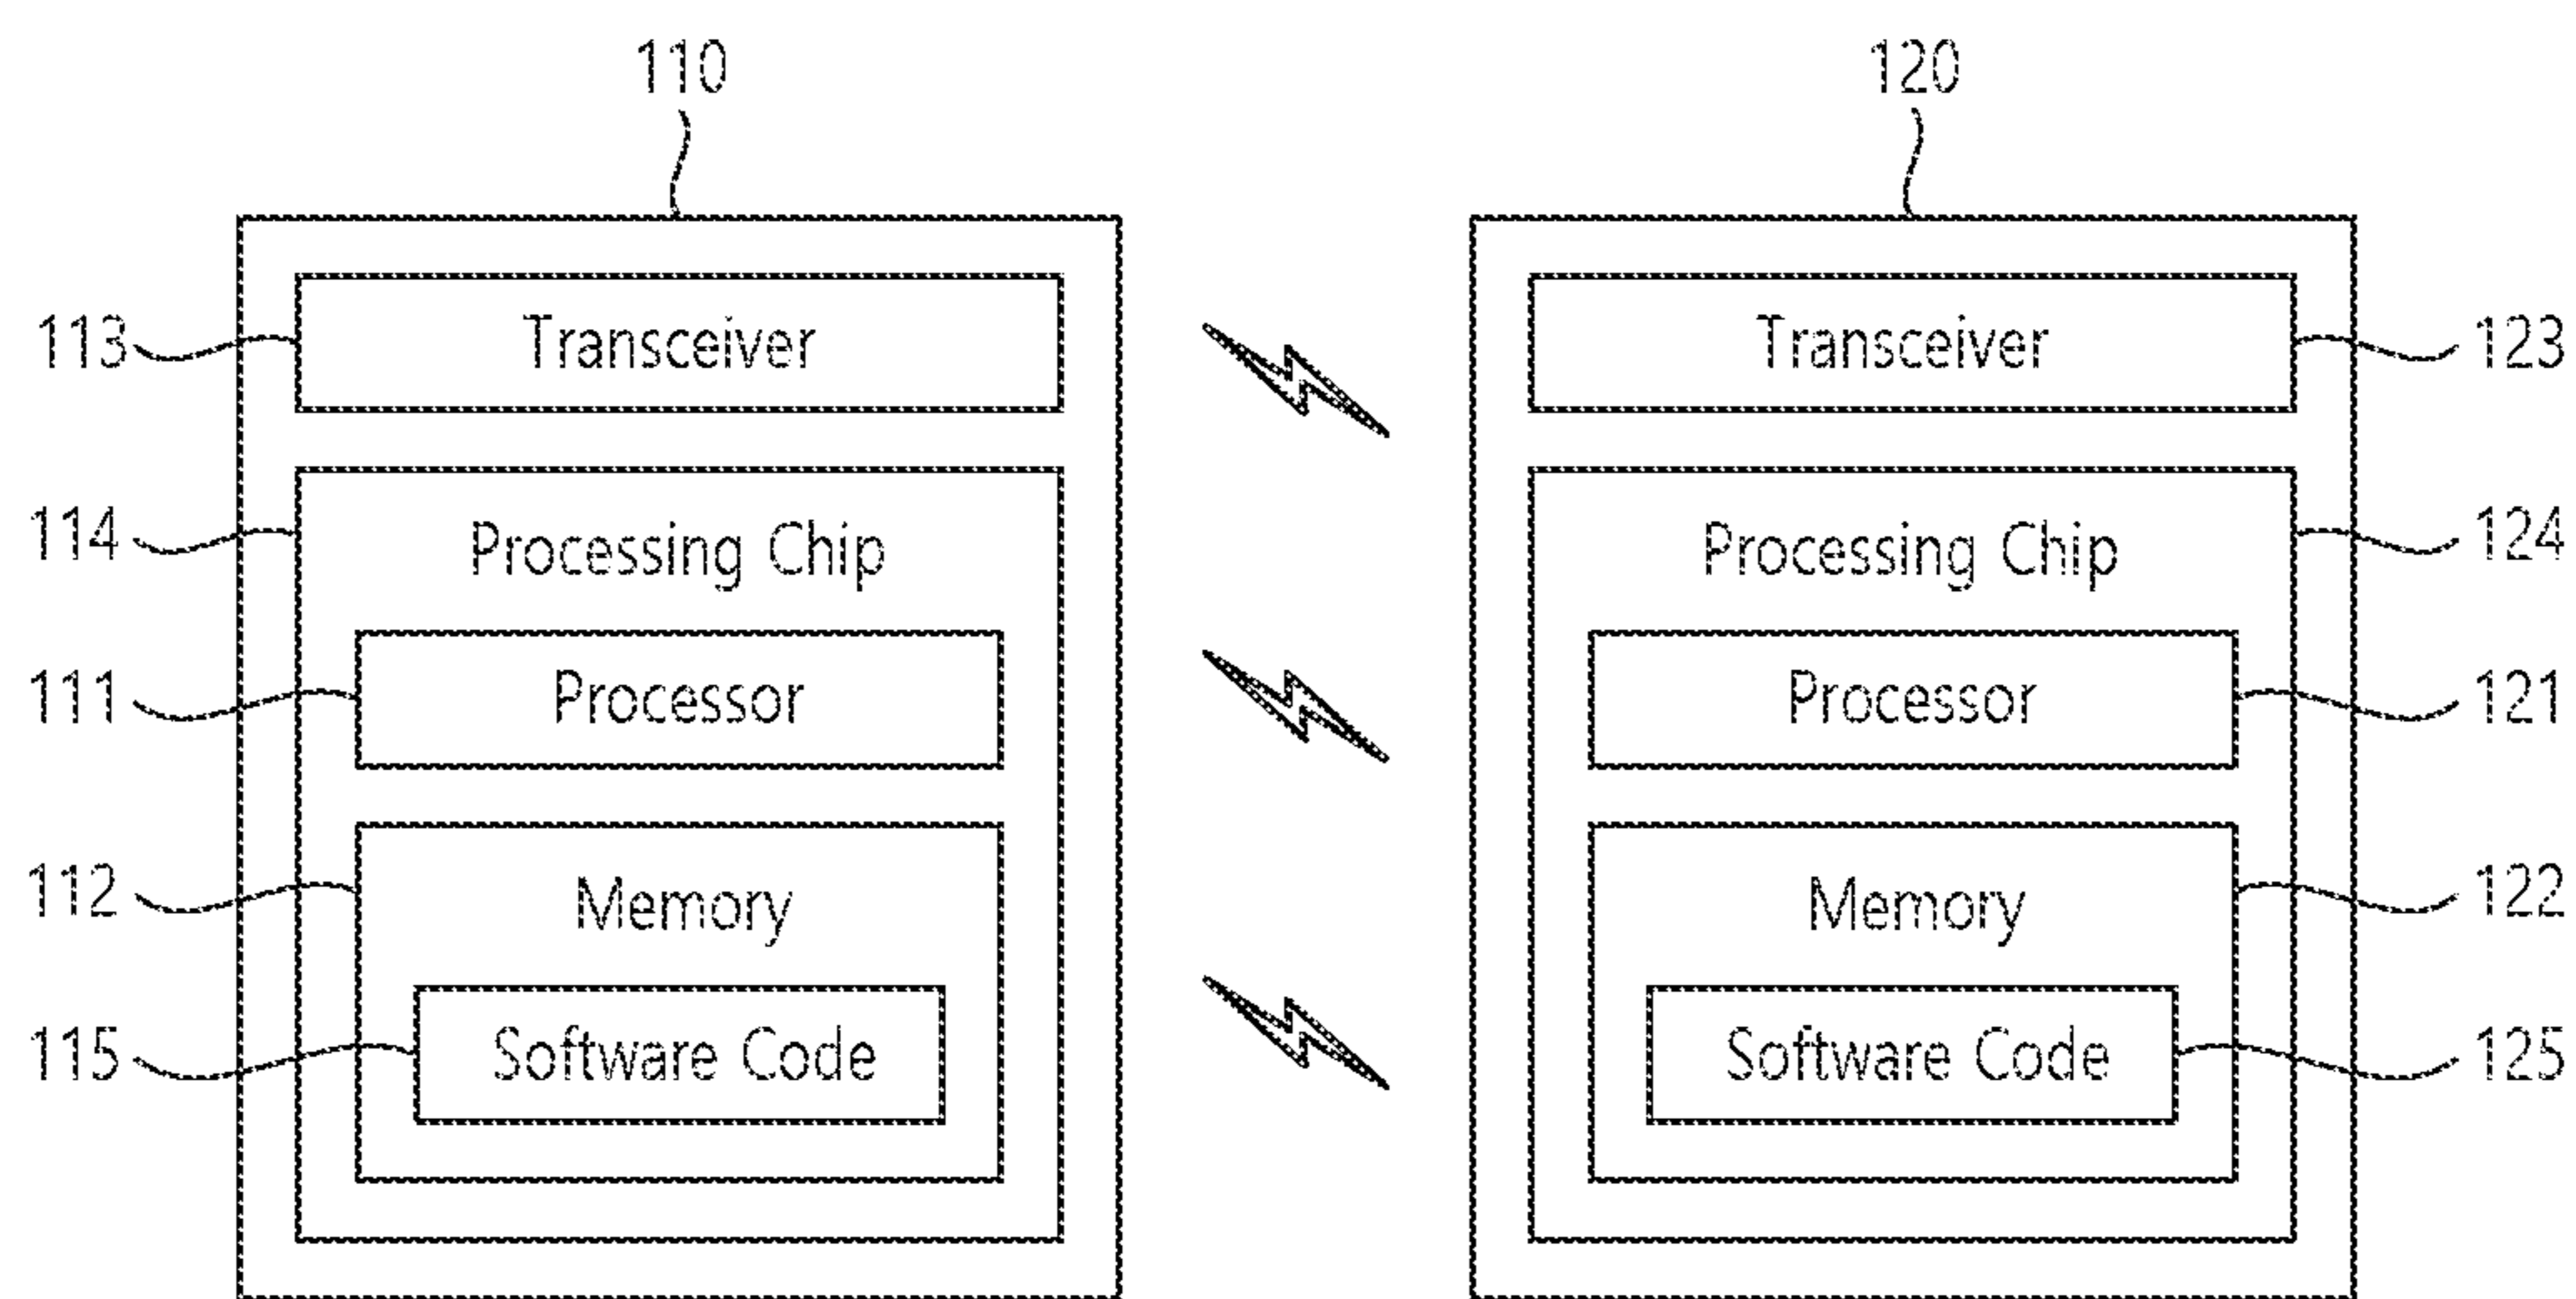 110
120
113
Transceiver
Transceiver
123
114
Processing Chip
Processing Chip
124
111
Processor
Processor
121
112
Memory
Memory
122
115
Software Code
Software Code
125